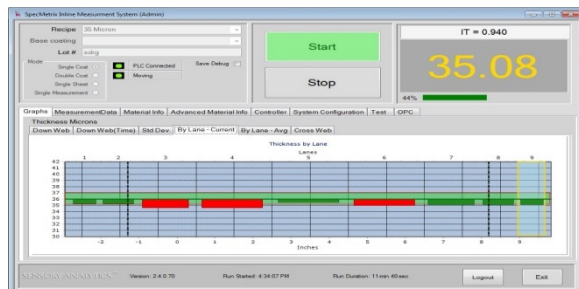 SpecMetrix Inline Measurment System (Admin)
Recipe 35 Micron
Base coating
Lot #
Mode
Single Coat
Double Coat
Single Sheet
Single Measurement
PLC Connected
Moving
Save Debug
Start
Stop
IT = 0.940
35.08
44%
Graphs MeasurementData Material Info Advanced Material Info Controller System Configuration Test OPC
Thickness Microns
Down Web Down Web(Time) Std Dev. By Lane - Current By Lane - Avg Cross Web
Thickness by Lane
Lanes
1 2 3 4 5 6 7 8 9
42
41
40
39
38
37
36
35
34
33
32
31
30
-2 -1 0 1 2 3 4 5 6 7 8 9
Inches
SENSORY ANALYTICS
Version: 2.4.0.70
Run Started: 4:34:07 PM
Run Duration: 11min 40sec
Logout
Exit